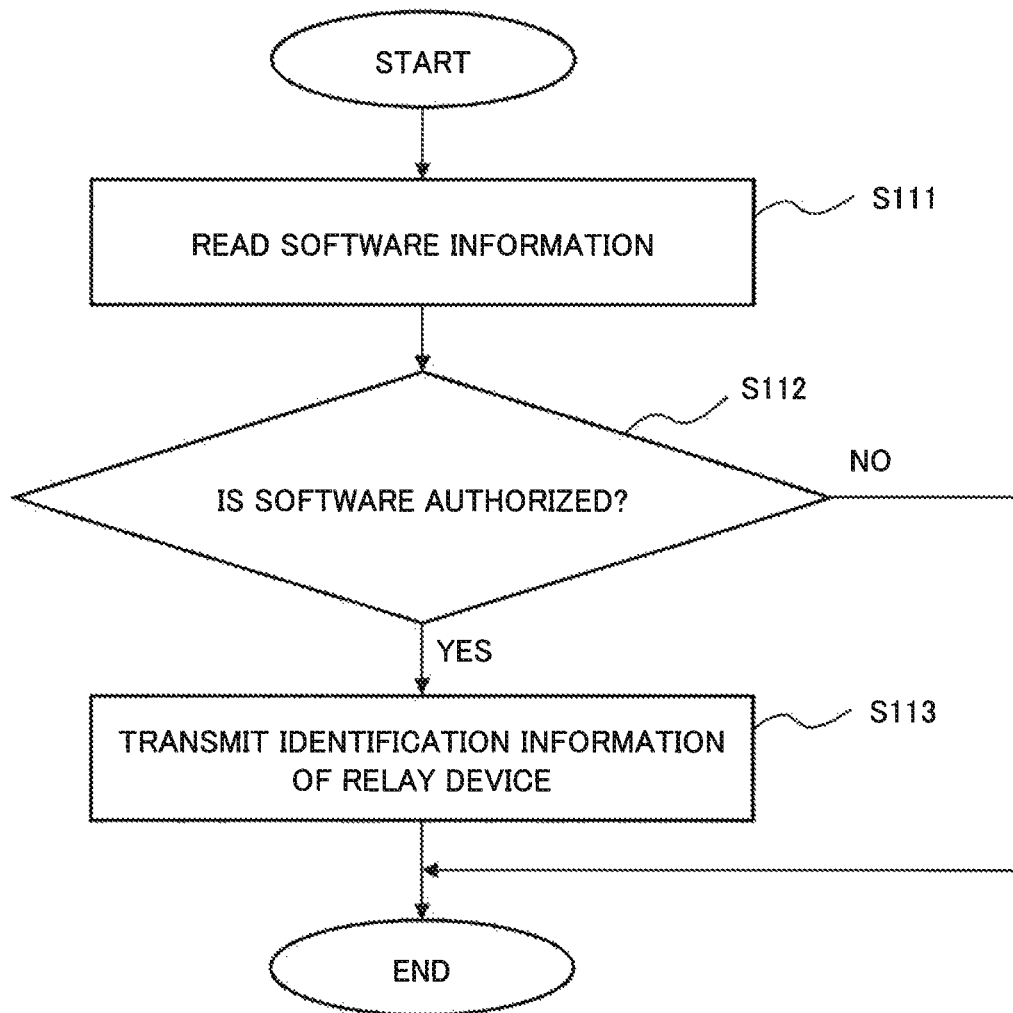 START
READ SOFTWARE INFORMATION
S111
IS SOFTWARE AUTHORIZED?
S112
NO
YES
TRANSMIT IDENTIFICATION INFORMATION
OF RELAY DEVICE
S113
END